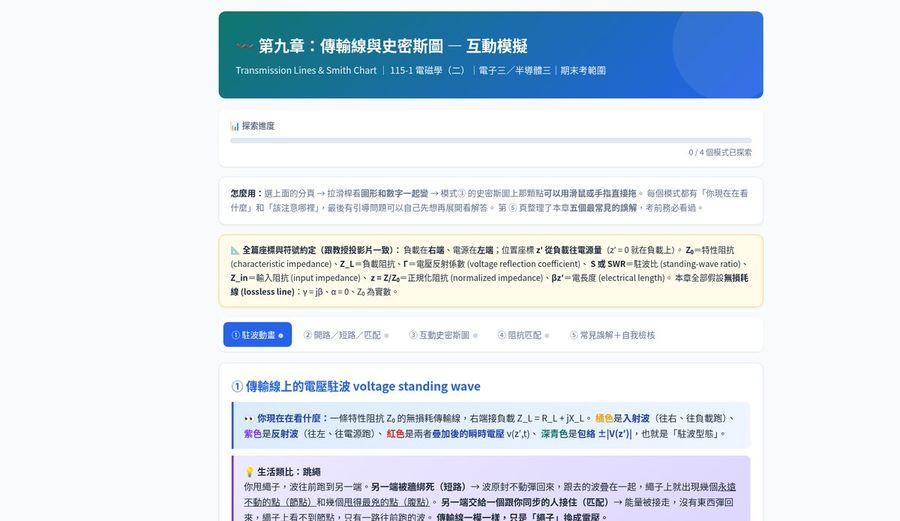 〰️ 第九章：傳輸線與史密斯圖 — 互動模擬
Transmission Lines & Smith Chart ｜ 115-1 電磁學（二）｜電子三／半導體三｜期末考範圍
📊 探索進度
0 / 4 個模式已探索
怎麼用：選上面的分頁 → 拉滑桿看圖形和數字一起變 → 模式③ 的史密斯圖上那顆點可以用滑鼠或手指直接拖。 每個模式都有「你現在在看
什麼」和「該注意哪裡」，最後有引導問題可以自己先想再展開看解答。 第 ⑤ 頁整理了本章五個最常見的誤解，考前務必看過。
📐 全篇座標與符號約定（跟教授投影片一致）： 負載在右端、電源在左端；位置座標 z' 從負載往電源量（z' = 0 就在負載上）。 Z₀＝特性阻抗
(characteristic impedance)、Z_L＝負載阻抗、Γ＝電壓反射係數 (voltage reflection coefficient)、 S 或 SWR＝駐波比 (standing-wave ratio)、
Z_in＝輸入阻抗 (input impedance)、 z = Z/Z₀＝正規化阻抗 (normalized impedance)、βz'＝電長度 (electrical length)。 本章全部假設無損耗
線 (lossless line)：γ = jβ、α = 0、Z₀ 為實數。
① 駐波動畫 ② 開路／短路／匹配 ③ 互動史密斯圖 ④ 阻抗匹配 ⑤ 常見誤解＋自我檢核
① 傳輸線上的電壓駐波 voltage standing wave
👀 你現在在看什麼：一條特性阻抗 Z₀ 的無損耗傳輸線，右端接負載 Z_L = R_L + jX_L。 橘色是入射波（往右、往負載跑）、
紫色是反射波（往左、往電源跑）、 紅色是兩者疊加後的瞬時電壓 v(z',t)、 深青色是包絡 ±|V(z')|，也就是「駐波型態」。
💡 生活類比：跳繩
你甩繩子，波往前跑到另一端。另一端被牆綁死（短路）→ 波原封不動彈回來，跟去的波疊在一起，繩子上就出現幾個永遠
不動的點（節點）和幾個甩得最兇的點（腹點）。 另一端交給一個跟你同步的人接住（匹配）→ 能量被接走，沒有東西彈回
來，繩子上看不到節點，只有一路往前跑的波。 傳輸線一模一樣，只是「繩子」換成電壓。